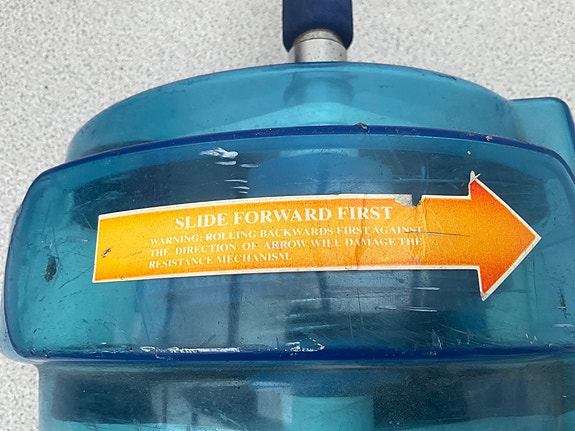 SLIDE FORWARD FIRST
WARNING: ROLLING BACKWARDS FIRST AGAINST
THE DIRECTION OF ARROW WILL DAMAGE THE
RESISTANCE MECHANISM.